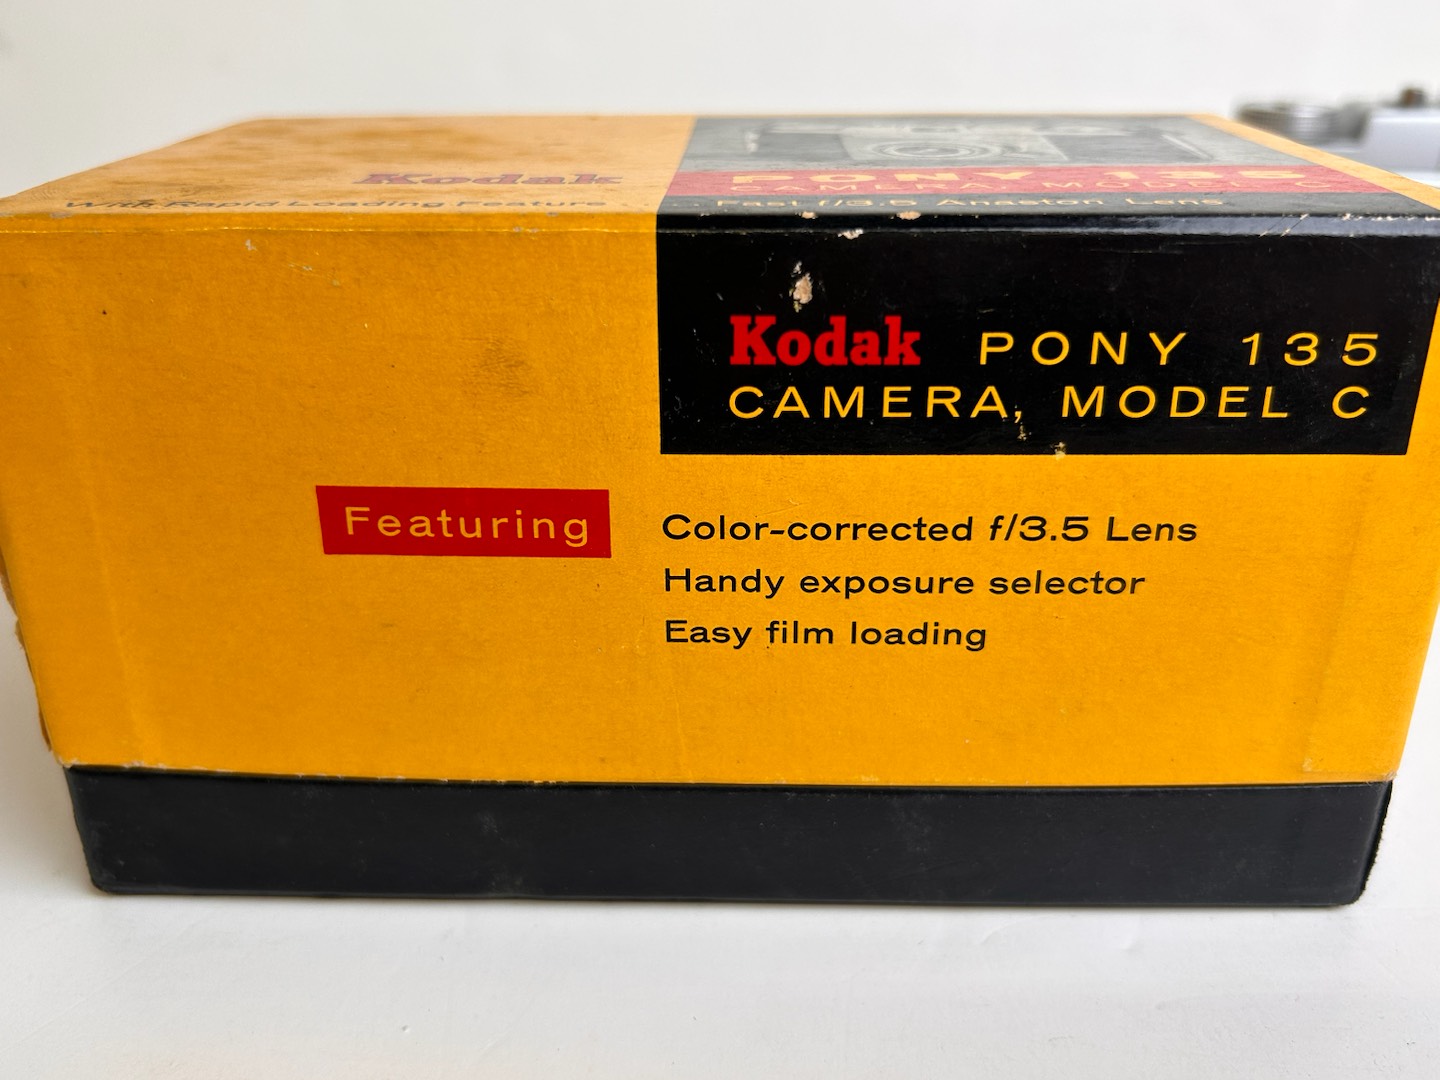 Kodak
With Rapid Loading Feature
PONY 135
CAMERA, MODEL C
Fast f/3.5 Anaston Lens
Kodak PONY 135
CAMERA, MODEL C
Featuring
Color-corrected f/3.5 Lens
Handy exposure selector
Easy film loading